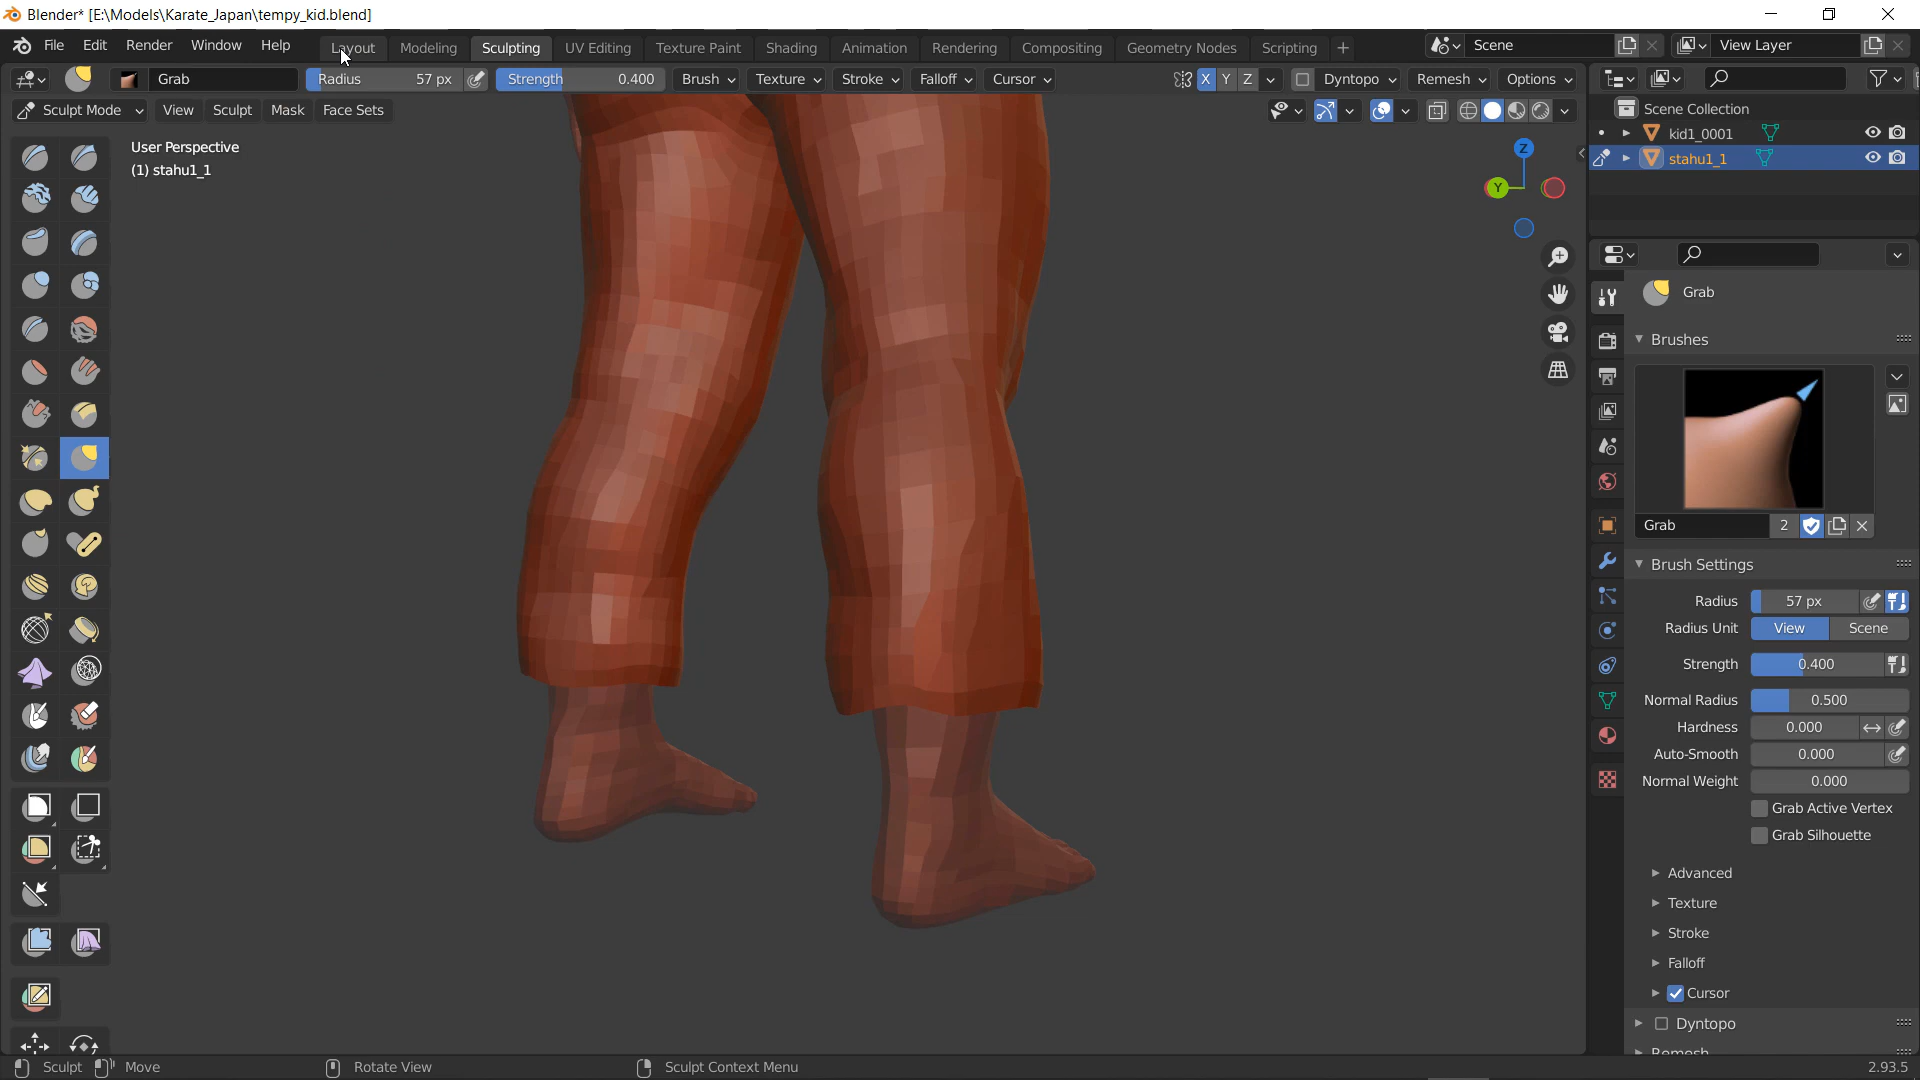 Blender* [E:\Models\Karate_Japan\tempy_kid.blend]
File Edit Render Window Help Layout Modeling Sculpting UV Editing Texture Paint Shading Animation Rendering Compositing Geometry Nodes Scripting + Scene View Layer
Grab Radius 57 px Strength 0.400 Brush Texture Stroke Falloff Cursor X Y Z Dyntopo Remesh Options
Sculpt Mode View Sculpt Mask Face Sets
Scene Collection
kid1_0001
stahu1_1
User Perspective
(1) stahu1_1
Z
Y
Grab
Brushes
Grab 2
Brush Settings
Radius 57 px
Radius Unit View Scene
Strength 0.400
Normal Radius 0.500
Hardness 0.000
Auto-Smooth 0.000
Normal Weight 0.000
Grab Active Vertex
Grab Silhouette
Advanced
Texture
Stroke
Falloff
Cursor
Dyntopo
Remesh
Sculpt Move Rotate View Sculpt Context Menu 2.93.5